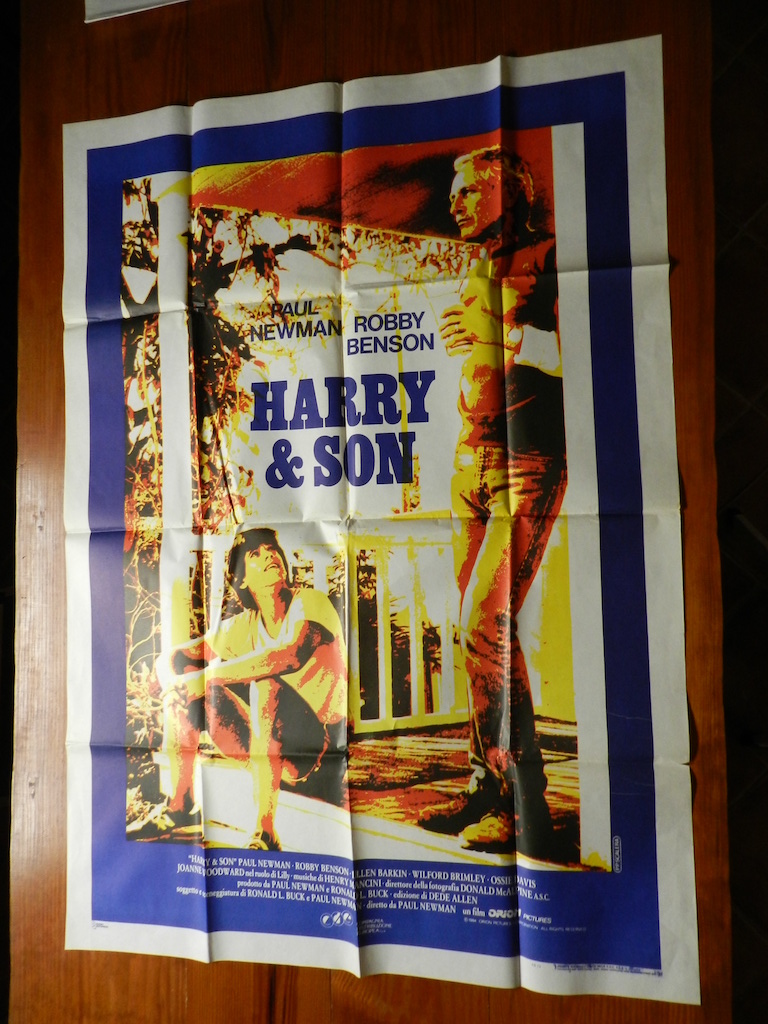 PAUL
NEWMAN
ROBBY
BENSON
HARRY
& SON
"HARRY & SON" PAUL NEWMAN · ROBBY BENSON · ELLEN BARKIN · WILFORD BRIMLEY · OSSIE DAVIS
JOANNE WOODWARD nel ruolo di Lilly · musiche di HENRY MANCINI · direttore della fotografia DONALD McALPINE A.S.C.
prodotto da PAUL NEWMAN e RONALD L. BUCK · edizione di DEDE ALLEN
soggetto e sceneggiatura di RONALD L. BUCK e PAUL NEWMAN · diretto da PAUL NEWMAN un film ORION PICTURES